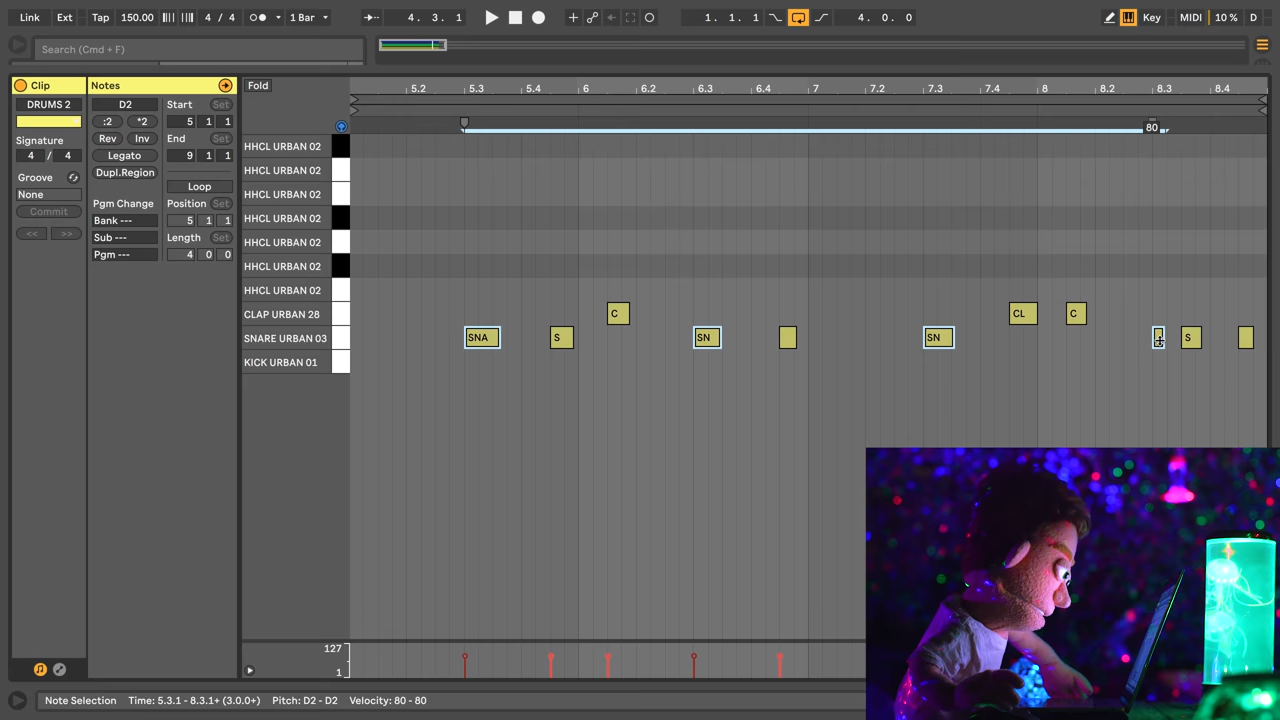 Link Ext Tap 150.00 4 / 4 1 Bar 4. 3. 1 1. 1. 1 4. 0. 0 Key MIDI 10 % D
Search (Cmd + F)
Clip Notes Fold 5.2 5.3 5.4 6 6.2 6.3 6.4 7 7.2 7.3 7.4 8 8.2 8.3 8.4
DRUMS 2 D2 Start Set
:2 *2 5 1 1
80
Signature Rev Inv End Set
4 / 4 Legato 9 1 1
Groove Dupl.Region
None Loop
Commit Pgm Change Position Set
<< >> Bank --- 5 1 1
Sub --- Length Set
Pgm --- 4 0 0
HHCL URBAN 02
HHCL URBAN 02
HHCL URBAN 02
HHCL URBAN 02
HHCL URBAN 02
HHCL URBAN 02
HHCL URBAN 02
CLAP URBAN 28 C CL C
SNARE URBAN 03 SNA S SN SN S
KICK URBAN 01
127
1
Note Selection Time: 5.3.1 - 8.3.1+ (3.0.0+) Pitch: D2 - D2 Velocity: 80 - 80